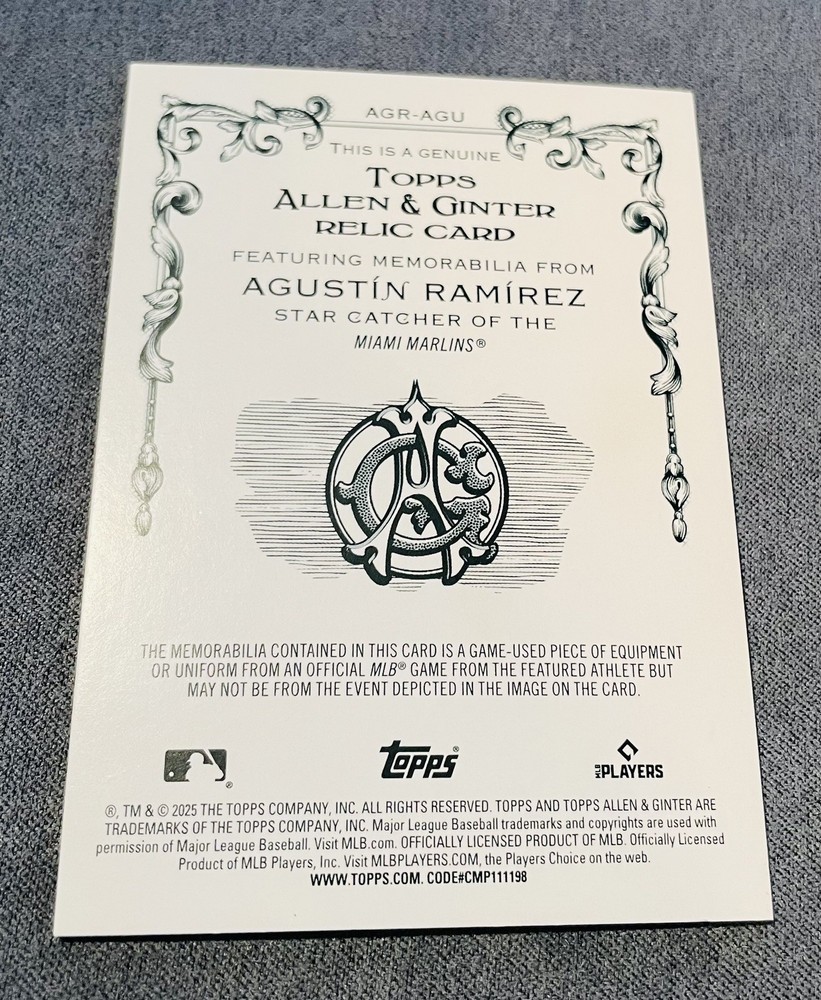 AGR-AGU
THIS IS A GENUINE
TOPPS
ALLEN & GINTER
RELIC CARD
FEATURING MEMORABILIA FROM
AGUSTÍN RAMÍREZ
STAR CATCHER OF THE
MIAMI MARLINS®
THE MEMORABILIA CONTAINED IN THIS CARD IS A GAME-USED PIECE OF EQUIPMENT
OR UNIFORM FROM AN OFFICIAL MLB® GAME FROM THE FEATURED ATHLETE BUT
MAY NOT BE FROM THE EVENT DEPICTED IN THE IMAGE ON THE CARD.
® topps® MLB PLAYERS
®, TM & © 2025 THE TOPPS COMPANY, INC. ALL RIGHTS RESERVED. TOPPS AND TOPPS ALLEN & GINTER ARE
TRADEMARKS OF THE TOPPS COMPANY, INC. Major League Baseball trademarks and copyrights are used with
permission of Major League Baseball. Visit MLB.com. OFFICIALLY LICENSED PRODUCT OF MLB. Officially Licensed
Product of MLB Players, Inc. Visit MLBPLAYERS.COM, the Players Choice on the web.
WWW.TOPPS.COM. CODE#CMP111198